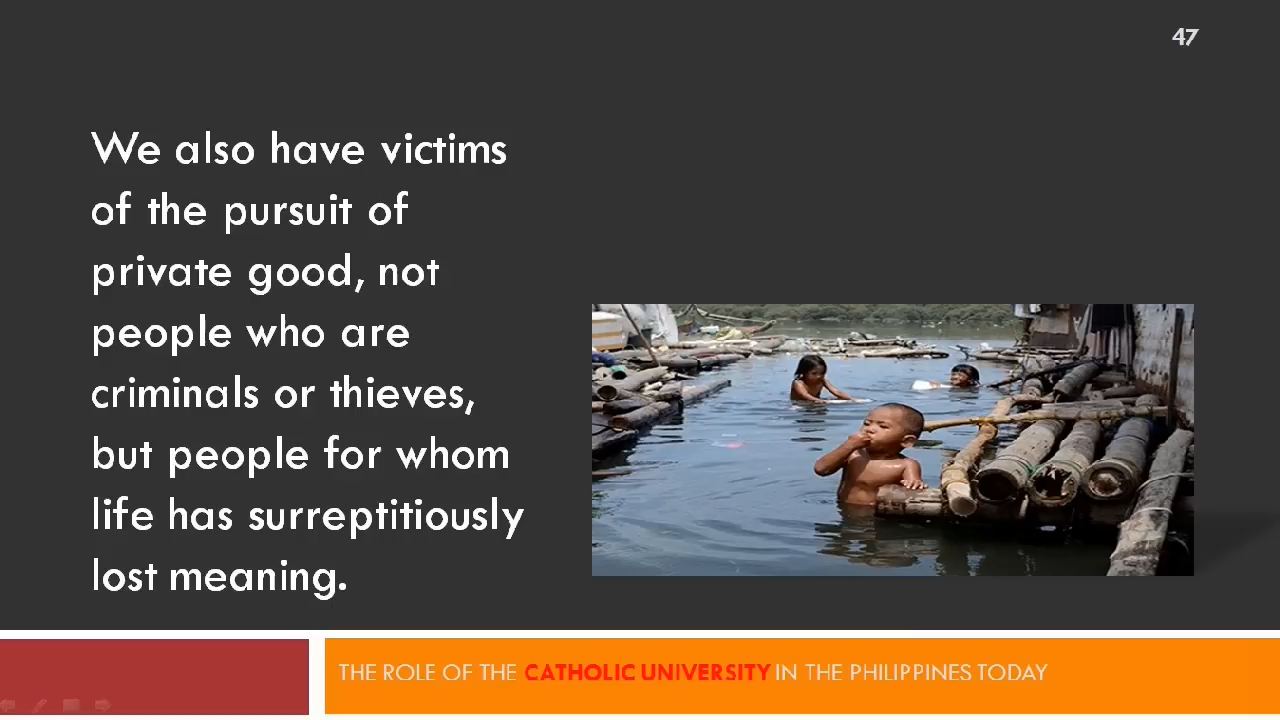 47
We also have victims
of the pursuit of
private good, not
people who are
criminals or thieves,
but people for whom
life has surreptitiously
lost meaning.
THE ROLE OF THE CATHOLIC UNIVERSITY IN THE PHILIPPINES TODAY